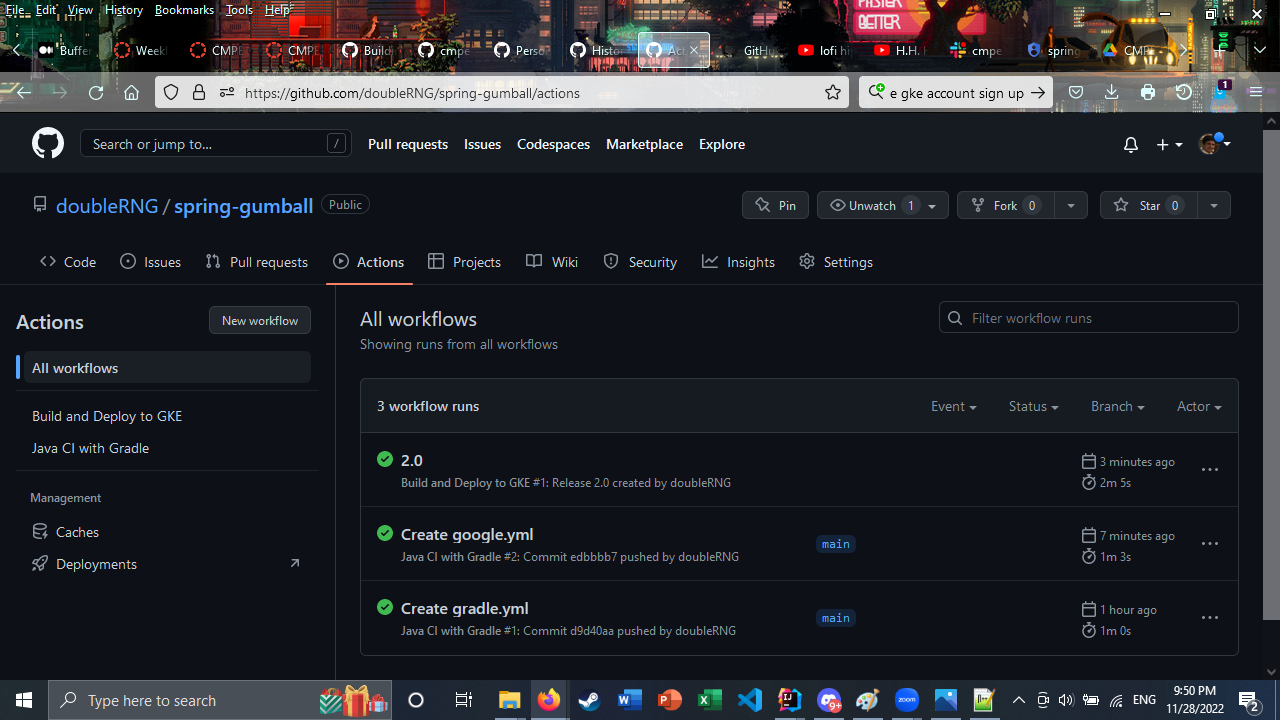 File Edit View History Bookmarks Tools Help
FASTER
BETTER
Buffer Week CMPE CMPE Build cmpe Perso Histor Act GitHu lofi hi H.H. cmpe spring CMPE
https://github.com/doubleRNG/spring-gumball/actions
e gke account sign up
1
Search or jump to...
/
Pull requests Issues Codespaces Marketplace Explore
doubleRNG / spring-gumball Public
Pin Unwatch 1 Fork 0 Star 0
Code Issues Pull requests Actions Projects Wiki Security Insights Settings
Actions
New workflow
All workflows
Build and Deploy to GKE
Java CI with Gradle
Management
Caches
Deployments
All workflows
Showing runs from all workflows
Filter workflow runs
3 workflow runs
Event Status Branch Actor
2.0
Build and Deploy to GKE #1: Release 2.0 created by doubleRNG
3 minutes ago
2m 5s
Create google.yml
Java CI with Gradle #2: Commit edbbbb7 pushed by doubleRNG
main
7 minutes ago
1m 3s
Create gradle.yml
Java CI with Gradle #1: Commit d9d40aa pushed by doubleRNG
main
1 hour ago
1m 0s
Type here to search
9+
zoom
ENG
9:50 PM
11/28/2022
2